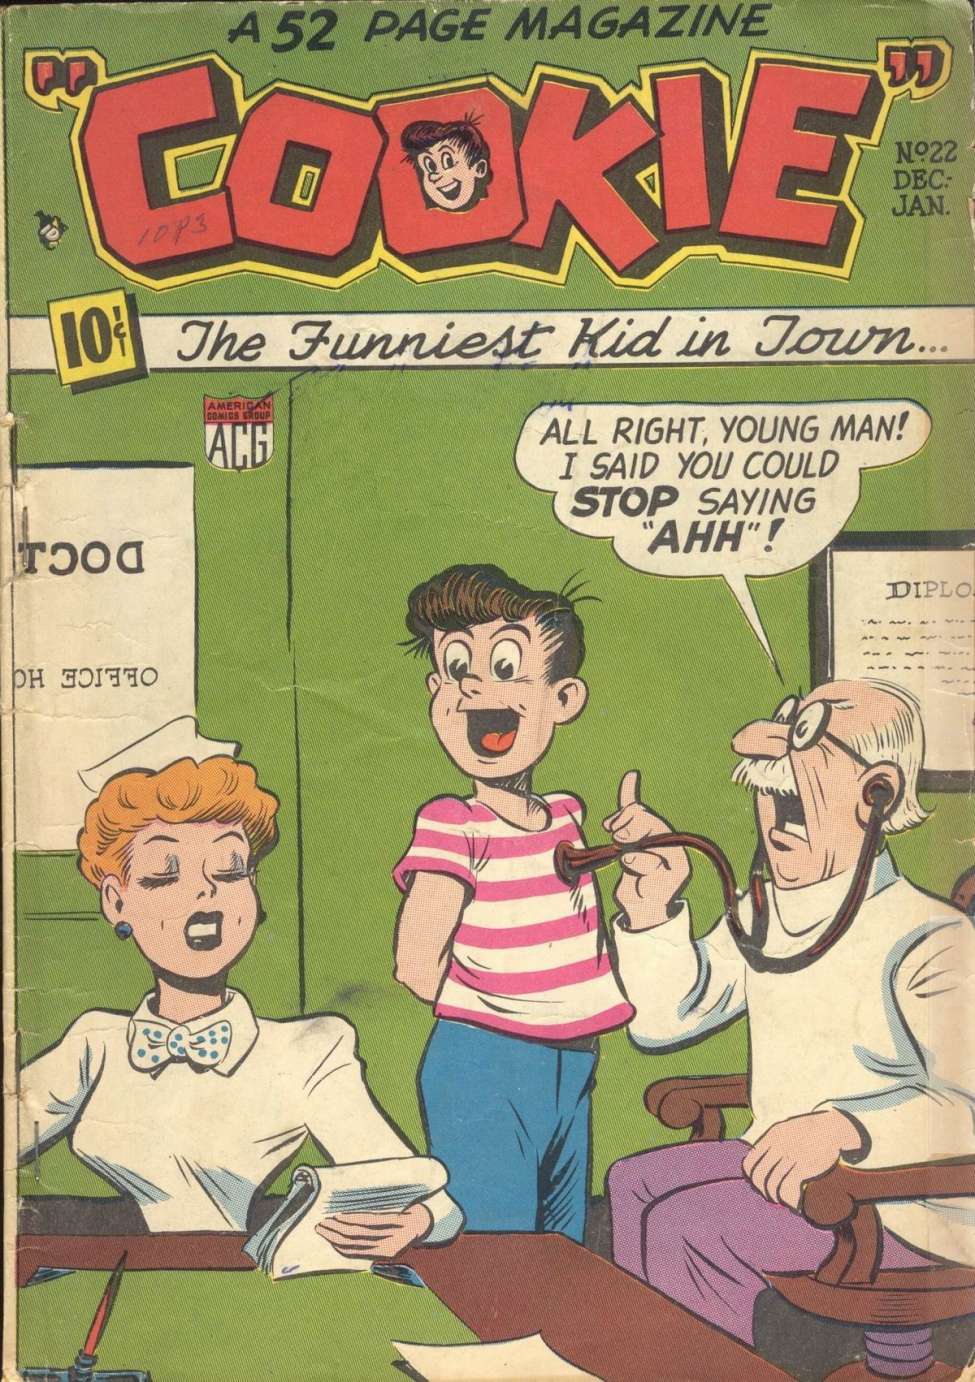 A 52 PAGE MAGAZINE
"COOKIE"
No 22
DEC.-
JAN.
10P3
10¢
The Funniest Kid in Town...
AMERICAN
COMICS GROUP
ACG
ALL RIGHT, YOUNG MAN!
I SAID YOU COULD
STOP SAYING
"AHH"!
DOCT
OFFICE HO
DIPLO